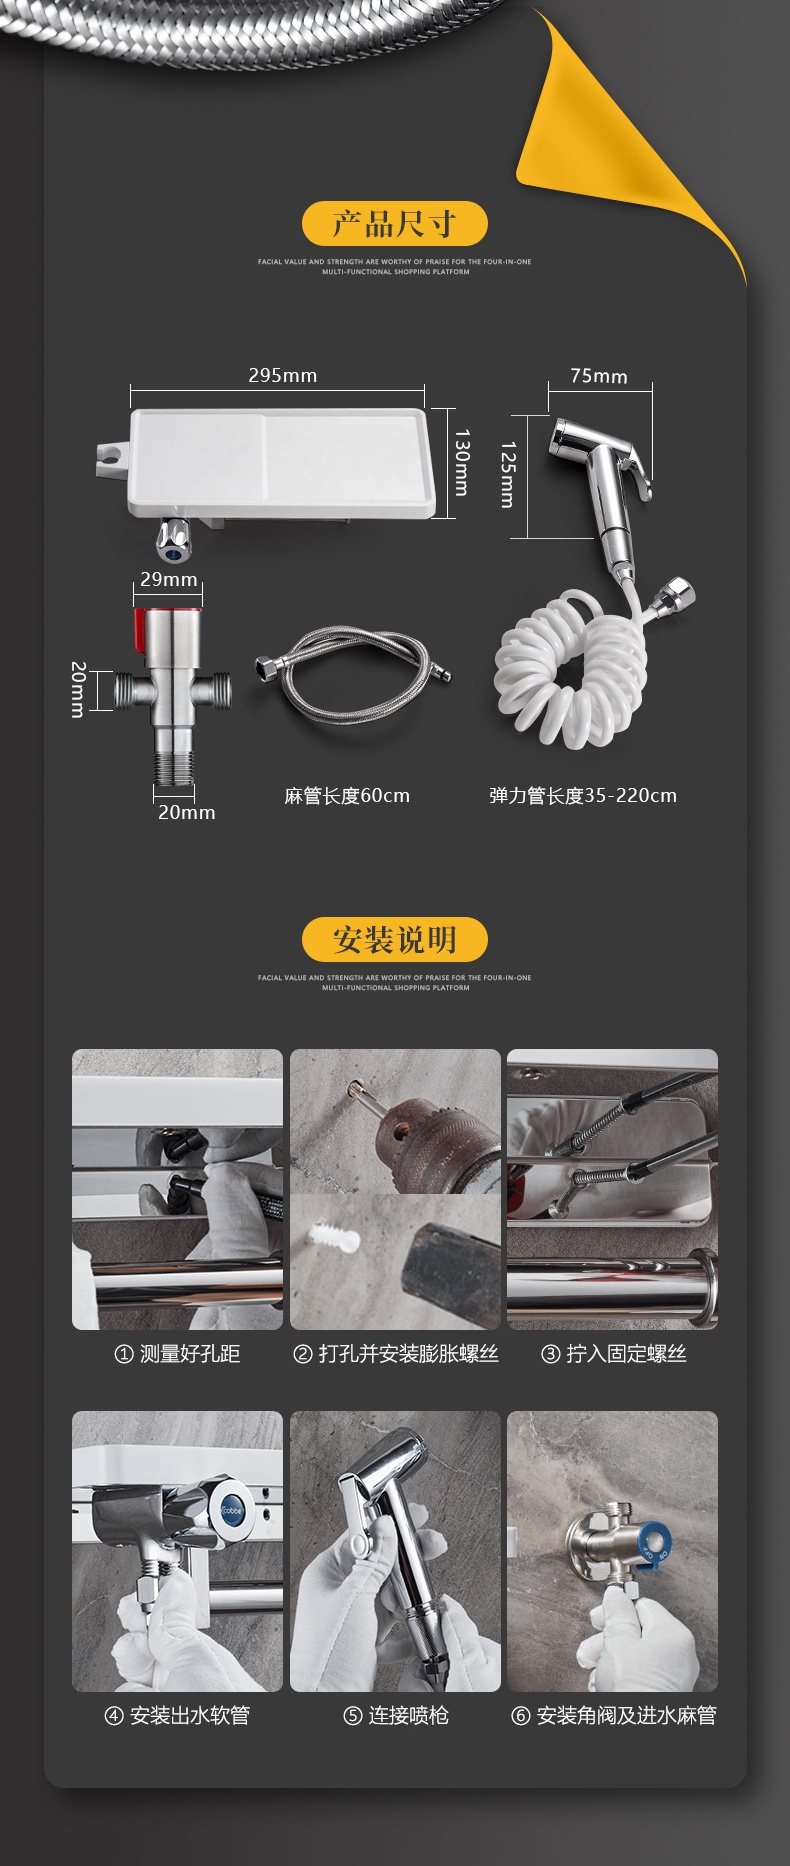 产品尺寸
FACIAL VALUE AND STRENGTH ARE WORTHY OF PRAISE FOR THE FOUR-IN-ONE
MULTI-FUNCTIONAL SHOPPING PLATFORM
295mm
75mm
130mm
125mm
29mm
20mm
20mm
麻管长度60cm
弹力管长度35-220cm
安装说明
FACIAL VALUE AND STRENGTH ARE WORTHY OF PRAISE FOR THE FOUR-IN-ONE
MULTI-FUNCTIONAL SHOPPING PLATFORM
① 测量好孔距
② 打孔并安装膨胀螺丝
③ 拧入固定螺丝
Cobbe
ON OFF
④ 安装出水软管
⑤ 连接喷枪
⑥ 安装角阀及进水麻管